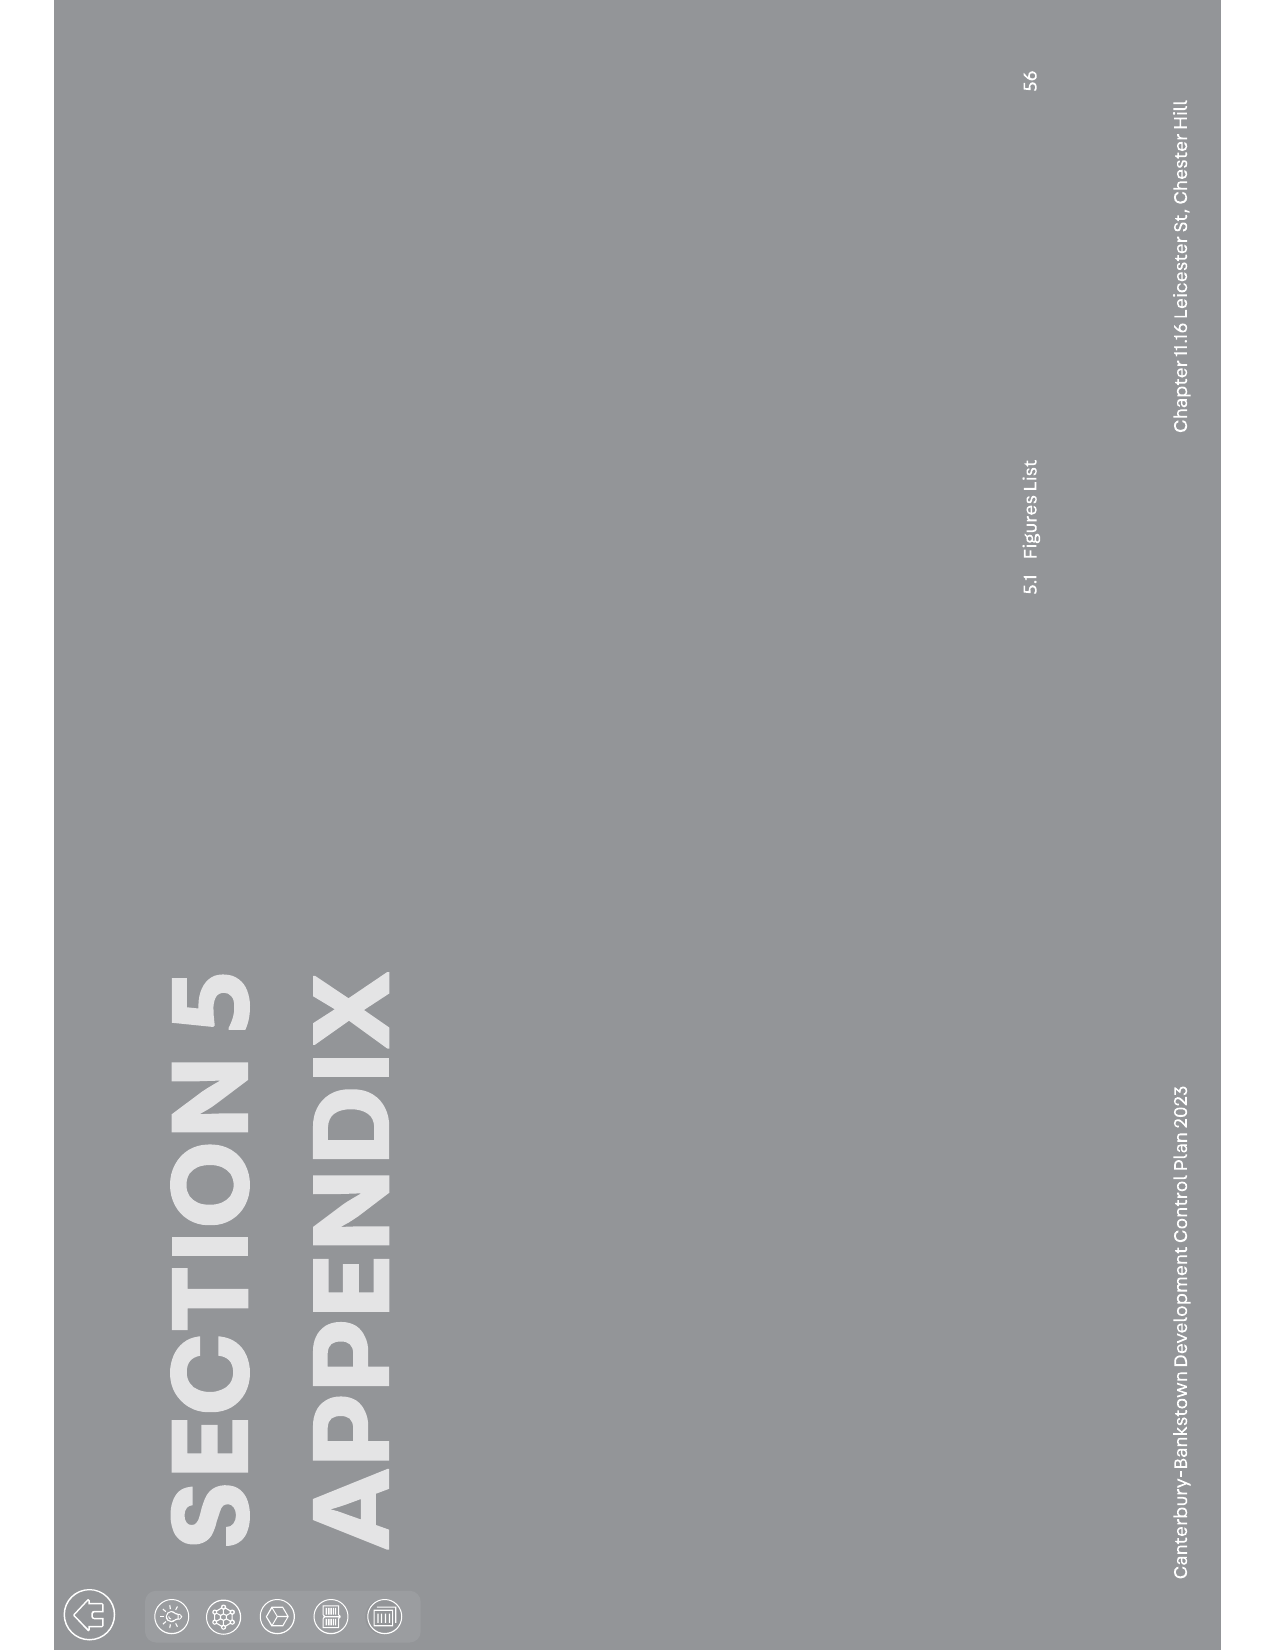 SECTION 5
APPENDIX
5.1 Figures List 56
Canterbury-Bankstown Development Control Plan 2023
Chapter 11.16 Leicester St, Chester Hill